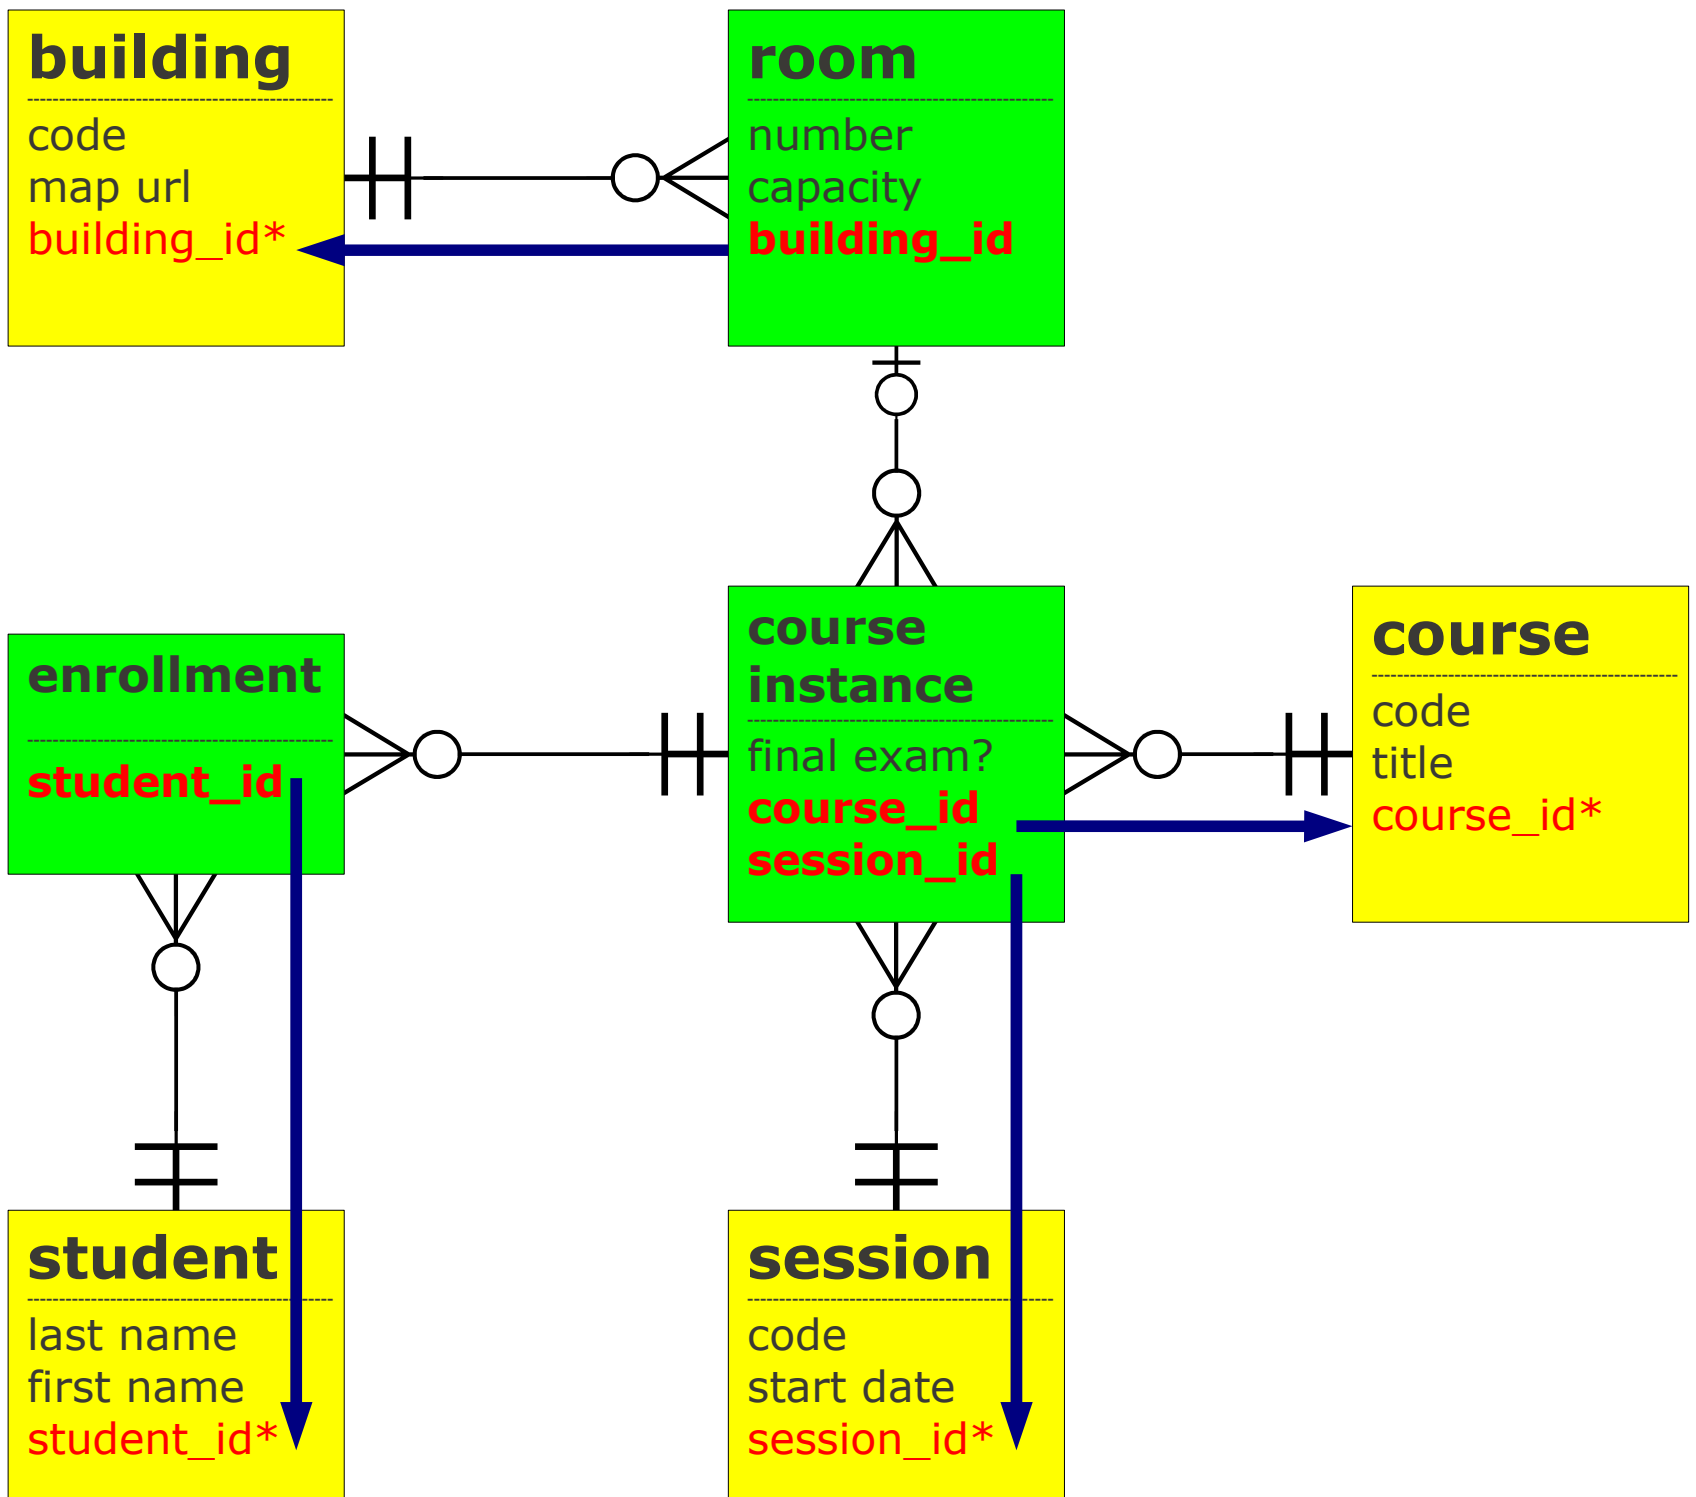 building
code
map url
building_id*
room
number
capacity
building_id
enrollment
student_id
course
instance
final exam?
course_id
session_id
course
code
title
course_id*
student
last name
first name
student_id*
session
code
start date
session_id*